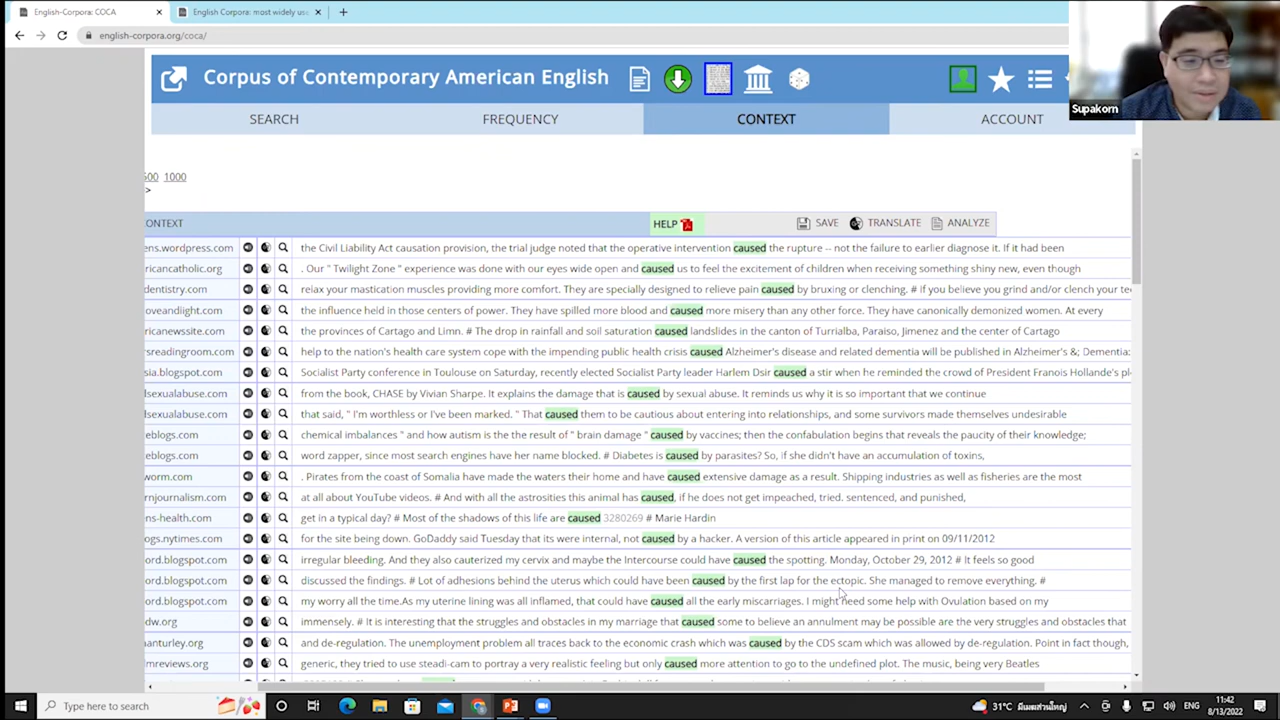 English-Corpora: COCA
English Corpora: most widely us
english-corpora.org/coca/
Supakorn
Corpus of Contemporary American English
SEARCH FREQUENCY CONTEXT ACCOUNT
500 1000
>
CONTEXT HELP SAVE TRANSLATE ANALYZE
ens.wordpress.com the Civil Liability Act causation provision, the trial judge noted that the operative intervention caused the rupture -- not the failure to earlier diagnose it. If it had been
ricancatholic.org . Our " Twilight Zone " experience was done with our eyes wide open and caused us to feel the excitement of children when receiving something shiny new, even though
dentistry.com relax your mastication muscles providing more comfort. They are specially designed to relieve pain caused by bruxing or clenching. # if you believe you grind and/or clench your te
oveandlight.com the influence held in those centers of power. They have spilled more blood and caused more misery than any other force. They have canonically demonized women. At every
ricanewssite.com the provinces of Cartago and Limn. # The drop in rainfall and soil saturation caused landslides in the canton of Turrialba, Paraiso, Jimenez and the center of Cartago
rsreadingroom.com help to the nation's health care system cope with the impending public health crisis caused Alzheimer's disease and related dementia will be published in Alzheimer's &; Dementia:
sia.blogspot.com Socialist Party conference in Toulouse on Saturday, recently elected Socialist Party leader Harlem Dsir caused a stir when he reminded the crowd of President Franois Hollande's pl
dsexualabuse.com from the book, CHASE by Vivian Sharpe. It explains the damage that is caused by sexual abuse. It reminds us why it is so important that we continue
dsexualabuse.com that said, " I'm worthless or I've been marked. " That caused them to be cautious about entering into relationships, and some survivors made themselves undesirable
eblogs.com chemical imbalances " and how autism is the the result of " brain damage " caused by vaccines; then the confabulation begins that reveals the paucity of their knowledge;
eblogs.com word zapper, since most search engines have her name blocked. # Diabetes is caused by parasites? So, if she didn't have an accumulation of toxins,
worm.com . Pirates from the coast of Somalia have made the waters their home and have caused extensive damage as a result. Shipping industries as well as fisheries are the most
rnjournalism.com at all about YouTube videos. # And with all the astrosities this animal has caused, if he does not get impeached, tried. sentenced, and punished,
ens-health.com get in a typical day? # Most of the shadows of this life are caused 3280269 # Marie Hardin
ogs.nytimes.com for the site being down. GoDaddy said Tuesday that its were internal, not caused by a hacker. A version of this article appeared in print on 09/11/2012
ord.blogspot.com irregular bleeding. And they also cauterized my cervix and maybe the Intercourse could have caused the spotting. Monday, October 29, 2012 # It feels so good
ord.blogspot.com discussed the findings. # Lot of adhesions behind the uterus which could have been caused by the first lap for the ectopic. She managed to remove everything. #
ord.blogspot.com my worry all the time.As my uterine lining was all inflamed, that could have caused all the early miscarriages. I might need some help with Ovulation based on my
dw.org immensely. # It is interesting that the struggles and obstacles in my marriage that caused some to believe an annulment may be possible are the very struggles and obstacles that
anturley.org and de-regulation. The unemployment problem all traces back to the economic crash which was caused by the CDS scam which was allowed by de-regulation. Point in fact though,
lmreviews.org generic, they tried to use steadi-cam to portray a very realistic feeling but only caused more attention to go to the undefined plot. The music, being very Beatles
Type here to search 31°C มีเมฆส่วนใหญ่ ENG 11:42
8/13/2022